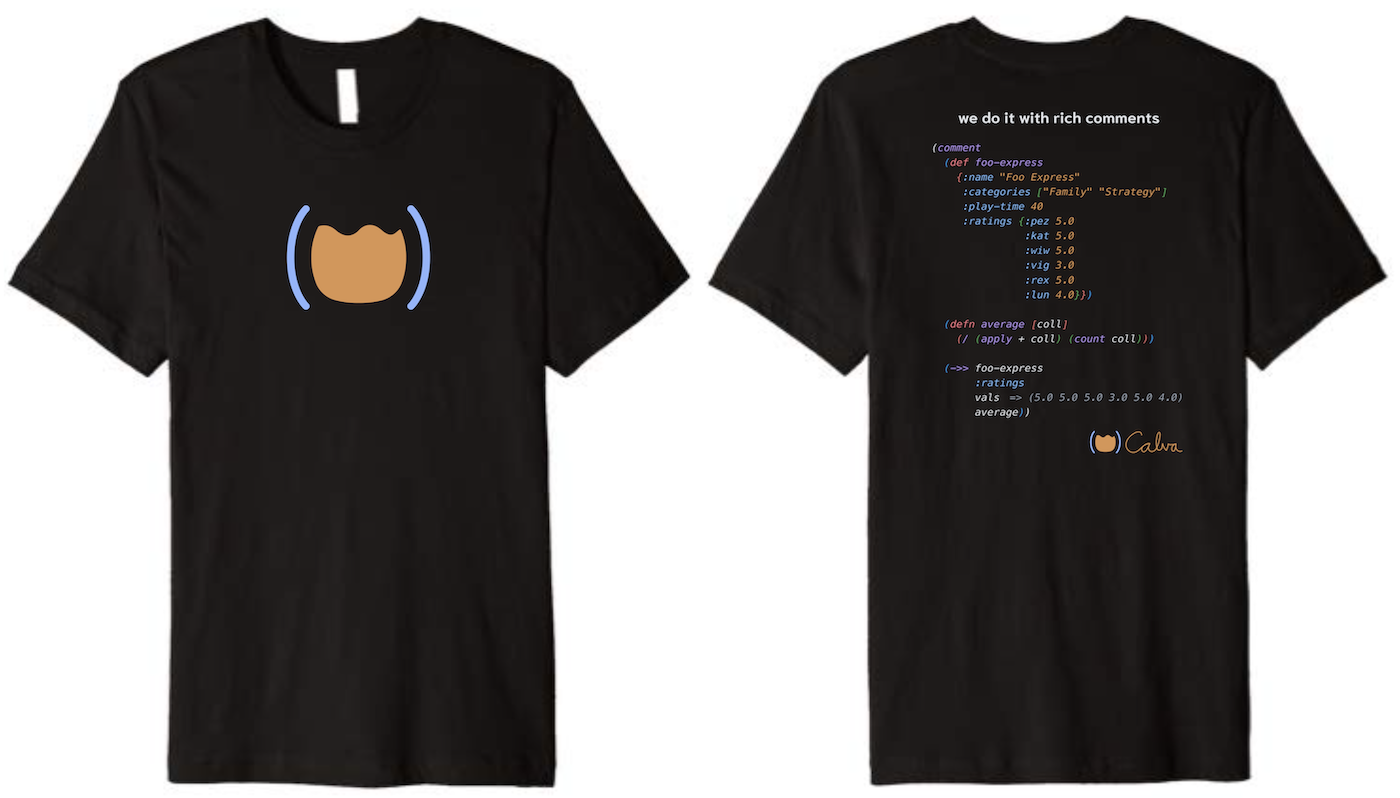 we do it with rich comments
(comment
  (def foo-express
    {:name "Foo Express"
     :categories ["Family" "Strategy"]
     :play-time 40
     :ratings {:pez 5.0
               :kat 5.0
               :wiw 5.0
               :vig 3.0
               :rex 5.0
               :lun 4.0}})
  (defn average [coll]
    (/ (apply + coll) (count coll)))
  (->> foo-express
       :ratings
       vals => (5.0 5.0 5.0 3.0 5.0 4.0)
       average))
Calva